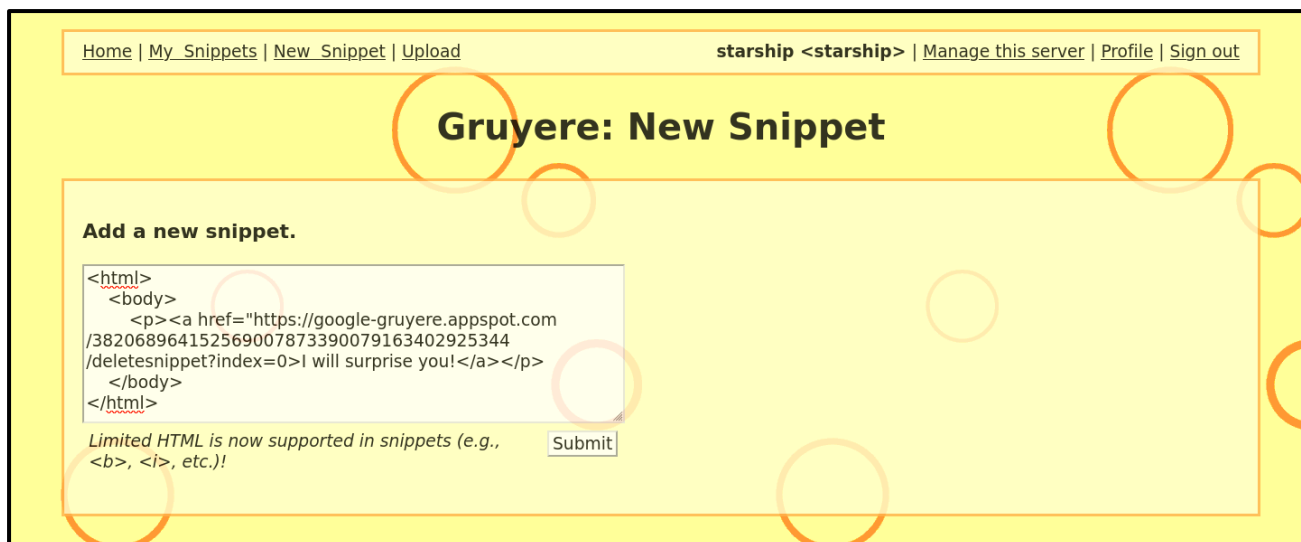 Home | My Snippets | New Snippet | Upload
starship <starship> | Manage this server | Profile | Sign out
Gruyere: New Snippet
Add a new snippet.
<html>
<body>
<p><a href="https://google-gruyere.appspot.com
/382068964152569007873390079163402925344
/deletesnippet?index=0>I will surprise you!</a></p>
</body>
</html>
Limited HTML is now supported in snippets (e.g.,
<b>, <i>, etc.)!
Submit